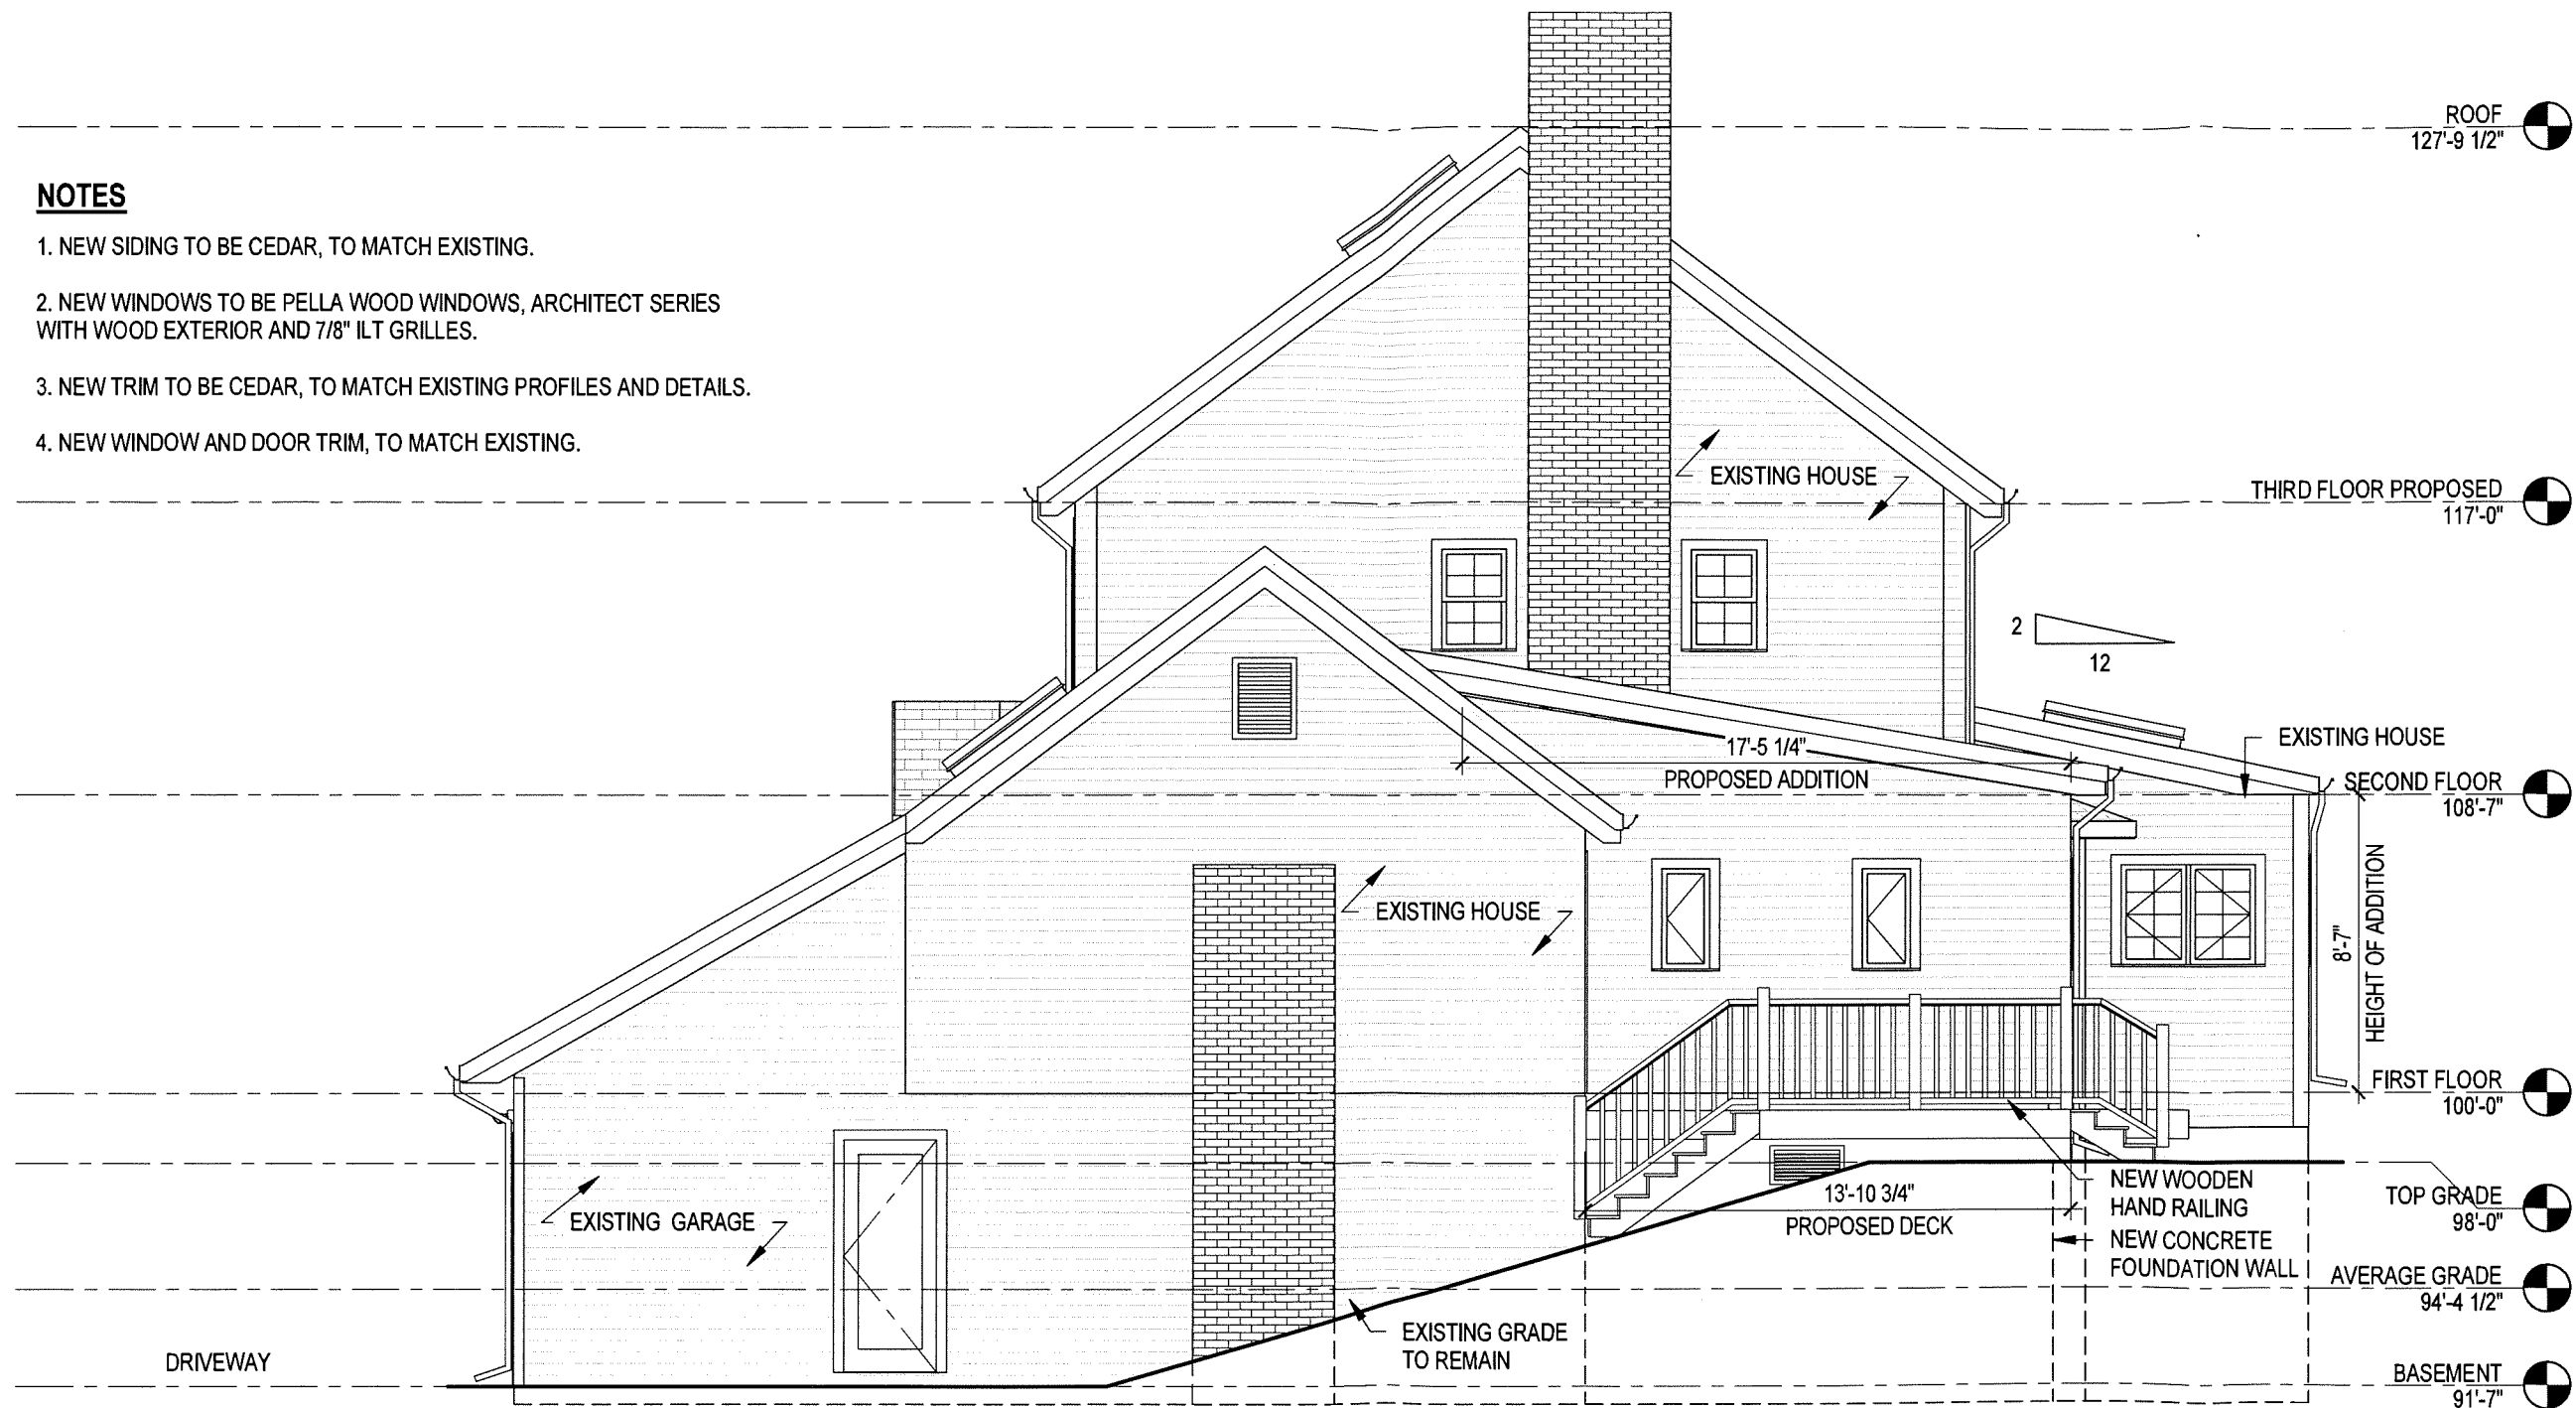 ROOF
127'-9 1/2"
NOTES
1. NEW SIDING TO BE CEDAR, TO MATCH EXISTING.
2. NEW WINDOWS TO BE PELLA WOOD WINDOWS, ARCHITECT SERIES
WITH WOOD EXTERIOR AND 7/8" ILT GRILLES.
3. NEW TRIM TO BE CEDAR, TO MATCH EXISTING PROFILES AND DETAILS.
4. NEW WINDOW AND DOOR TRIM, TO MATCH EXISTING.
EXISTING HOUSE
THIRD FLOOR PROPOSED
117'-0"
2
12
17'-5 1/4"
PROPOSED ADDITION
EXISTING HOUSE
SECOND FLOOR
108'-7"
EXISTING HOUSE
8'-7"
HEIGHT OF ADDITION
FIRST FLOOR
100'-0"
EXISTING GARAGE
13'-10 3/4"
PROPOSED DECK
NEW WOODEN
HAND RAILING
NEW CONCRETE
FOUNDATION WALL
TOP GRADE
98'-0"
AVERAGE GRADE
94'-4 1/2"
EXISTING GRADE
TO REMAIN
DRIVEWAY
BASEMENT
91'-7"